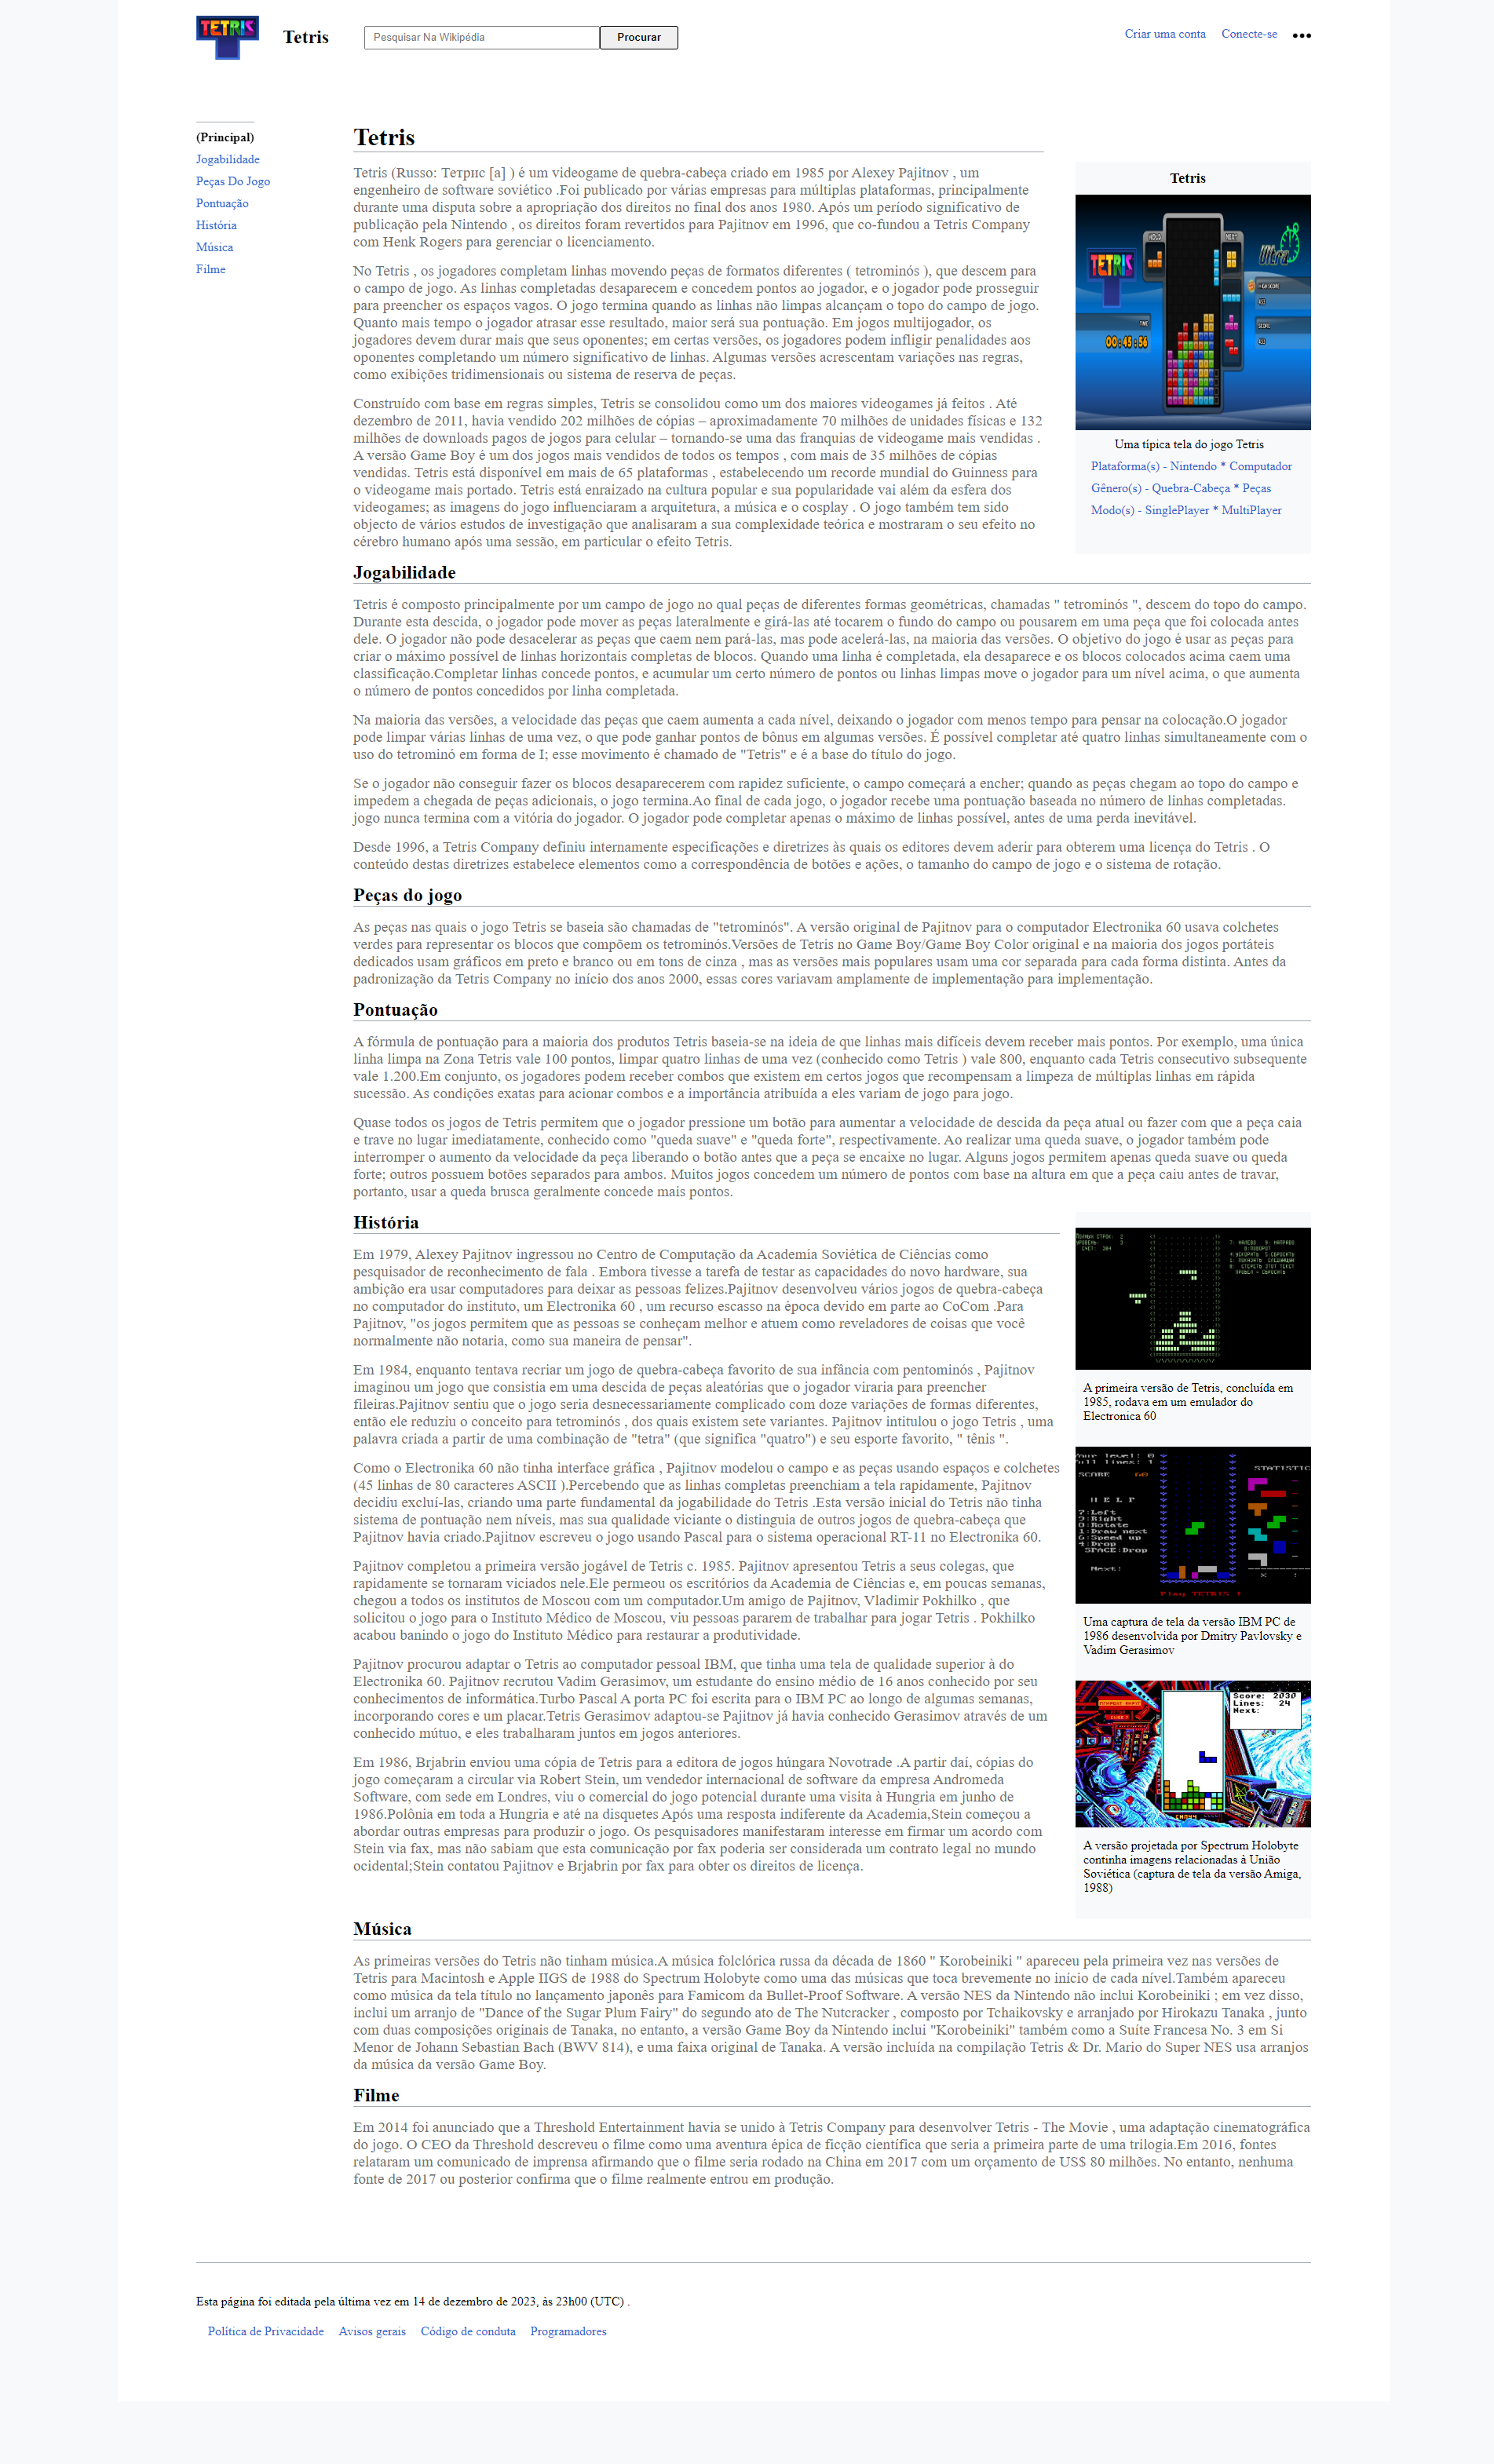 TETRIS
Tetris
Pesquisar Na Wikipédia
Procurar
Criar uma conta
Conecte-se
(Principal)
Jogabilidade
Peças Do Jogo
Pontuação
História
Música
Filme
Tetris
Tetris (Russo: Тетрпс [a] ) é um videogame de quebra-cabeça criado em 1985 por Alexey Pajitnov , um
engenheiro de software soviético .Foi publicado por várias empresas para múltiplas plataformas, principalmente
durante uma disputa sobre a apropriação dos direitos no final dos anos 1980. Após um período significativo de
publicação pela Nintendo , os direitos foram revertidos para Pajitnov em 1996, que co-fundou a Tetris Company
com Henk Rogers para gerenciar o licenciamento.
No Tetris , os jogadores completam linhas movendo peças de formatos diferentes ( tetrominós ), que descem para
o campo de jogo. As linhas completadas desaparecem e concedem pontos ao jogador, e o jogador pode prosseguir
para preencher os espaços vagos. O jogo termina quando as linhas não limpas alcançam o topo do campo de jogo.
Quanto mais tempo o jogador atrasar esse resultado, maior será sua pontuação. Em jogos multijogador, os
jogadores devem durar mais que seus oponentes; em certas versões, os jogadores podem infligir penalidades aos
oponentes completando um número significativo de linhas. Algumas versões acrescentam variações nas regras,
como exibições tridimensionais ou sistema de reserva de peças.
Construído com base em regras simples, Tetris se consolidou como um dos maiores videogames já feitos . Até
dezembro de 2011, havia vendido 202 milhões de cópias – aproximadamente 70 milhões de unidades físicas e 132
milhões de downloads pagos de jogos para celular – tornando-se uma das franquias de videogame mais vendidas .
A versão Game Boy é um dos jogos mais vendidos de todos os tempos , com mais de 35 milhões de cópias
vendidas. Tetris está disponível em mais de 65 plataformas , estabelecendo um recorde mundial do Guinness para
o videogame mais portado. Tetris está enraizado na cultura popular e sua popularidade vai além da esfera dos
videogames; as imagens do jogo influenciaram a arquitetura, a música e o cosplay . O jogo também tem sido
objecto de vários estudos de investigação que analisaram a sua complexidade teórica e mostraram o seu efeito no
cérebro humano após uma sessão, em particular o efeito Tetris.
Tetris
TETRIS
HOLD
NEXT
Ultra
HIGH SCORE
TIME
00:45:56
SCORE
Uma típica tela do jogo Tetris
Plataforma(s) - Nintendo * Computador
Gênero(s) - Quebra-Cabeça * Peças
Modo(s) - SinglePlayer * MultiPlayer
Jogabilidade
Tetris é composto principalmente por um campo de jogo no qual peças de diferentes formas geométricas, chamadas " tetrominós ", descem do topo do campo.
Durante esta descida, o jogador pode mover as peças lateralmente e girá-las até tocarem o fundo do campo ou pousarem em uma peça que foi colocada antes
dele. O jogador não pode desacelerar as peças que caem nem pará-las, mas pode acelerá-las, na maioria das versões. O objetivo do jogo é usar as peças para
criar o máximo possível de linhas horizontais completas de blocos. Quando uma linha é completada, ela desaparece e os blocos colocados acima caem uma
classificação.Completar linhas concede pontos, e acumular um certo número de pontos ou linhas limpas move o jogador para um nível acima, o que aumenta
o número de pontos concedidos por linha completada.
Na maioria das versões, a velocidade das peças que caem aumenta a cada nível, deixando o jogador com menos tempo para pensar na colocação.O jogador
pode limpar várias linhas de uma vez, o que pode ganhar pontos de bônus em algumas versões. É possível completar até quatro linhas simultaneamente com o
uso do tetrominó em forma de I; esse movimento é chamado de "Tetris" e é a base do título do jogo.
Se o jogador não conseguir fazer os blocos desaparecerem com rapidez suficiente, o campo começará a encher; quando as peças chegam ao topo do campo e
impedem a chegada de peças adicionais, o jogo termina.Ao final de cada jogo, o jogador recebe uma pontuação baseada no número de linhas completadas.
jogo nunca termina com a vitória do jogador. O jogador pode completar apenas o máximo de linhas possível, antes de uma perda inevitável.
Desde 1996, a Tetris Company definiu internamente especificações e diretrizes às quais os editores devem aderir para obterem uma licença do Tetris . O
conteúdo destas diretrizes estabelece elementos como a correspondência de botões e ações, o tamanho do campo de jogo e o sistema de rotação.
Peças do jogo
As peças nas quais o jogo Tetris se baseia são chamadas de "tetrominós". A versão original de Pajitnov para o computador Electronika 60 usava colchetes
verdes para representar os blocos que compõem os tetrominós.Versões de Tetris no Game Boy/Game Boy Color original e na maioria dos jogos portáteis
dedicados usam gráficos em preto e branco ou em tons de cinza , mas as versões mais populares usam uma cor separada para cada forma distinta. Antes da
padronização da Tetris Company no início dos anos 2000, essas cores variavam amplamente de implementação para implementação.
Pontuação
A fórmula de pontuação para a maioria dos produtos Tetris baseia-se na ideia de que linhas mais difíceis devem receber mais pontos. Por exemplo, uma única
linha limpa na Zona Tetris vale 100 pontos, limpar quatro linhas de uma vez (conhecido como Tetris ) vale 800, enquanto cada Tetris consecutivo subsequente
vale 1.200.Em conjunto, os jogadores podem receber combos que existem em certos jogos que recompensam a limpeza de múltiplas linhas em rápida
sucessão. As condições exatas para acionar combos e a importância atribuída a eles variam de jogo para jogo.
Quase todos os jogos de Tetris permitem que o jogador pressione um botão para aumentar a velocidade de descida da peça atual ou fazer com que a peça caia
e trave no lugar imediatamente, conhecido como "queda suave" e "queda forte", respectivamente. Ao realizar uma queda suave, o jogador também pode
interromper o aumento da velocidade da peça liberando o botão antes que a peça se encaixe no lugar. Alguns jogos permitem apenas queda suave ou queda
forte; outros possuem botões separados para ambos. Muitos jogos concedem um número de pontos com base na altura em que a peça caiu antes de travar,
portanto, usar a queda brusca geralmente concede mais pontos.
História
Em 1979, Alexey Pajitnov ingressou no Centro de Computação da Academia Soviética de Ciências como
pesquisador de reconhecimento de fala . Embora tivesse a tarefa de testar as capacidades do novo hardware, sua
ambição era usar computadores para deixar as pessoas felizes.Pajitnov desenvolveu vários jogos de quebra-cabeça
no computador do instituto, um Electronika 60 , um recurso escasso na época devido em parte ao CoCom .Para
Pajitnov, "os jogos permitem que as pessoas se conheçam melhor e atuem como reveladores de coisas que você
normalmente não notaria, como sua maneira de pensar".
Em 1984, enquanto tentava recriar um jogo de quebra-cabeça favorito de sua infância com pentominós , Pajitnov
imaginou um jogo que consistia em uma descida de peças aleatórias que o jogador viraria para preencher
fileiras.Pajitnov sentiu que o jogo seria desnecessariamente complicado com doze variações de formas diferentes,
então ele reduziu o conceito para tetrominós , dos quais existem sete variantes. Pajitnov intitulou o jogo Tetris , uma
palavra criada a partir de uma combinação de "tetra" (que significa "quatro") e seu esporte favorito, " tênis ".
Como o Electronika 60 não tinha interface gráfica , Pajitnov modelou o campo e as peças usando espaços e colchetes
(45 linhas de 80 caracteres ASCII ).Percebendo que as linhas completas preenchiam a tela rapidamente, Pajitnov
decidiu excluí-las, criando uma parte fundamental da jogabilidade do Tetris .Esta versão inicial do Tetris não tinha
sistema de pontuação nem níveis, mas sua qualidade viciante o distinguia de outros jogos de quebra-cabeça que
Pajitnov havia criado.Pajitnov escreveu o jogo usando Pascal para o sistema operacional RT-11 no Electronika 60.
Pajitnov completou a primeira versão jogável de Tetris c. 1985. Pajitnov apresentou Tetris a seus colegas, que
rapidamente se tornaram viciados nele.Ele permeou os escritórios da Academia de Ciências e, em poucas semanas,
chegou a todos os institutos de Moscou com um computador.Um amigo de Pajitnov, Vladimir Pokhilko , que
solicitou o jogo para o Instituto Médico de Moscou, viu pessoas pararem de trabalhar para jogar Tetris . Pokhilko
acabou banindo o jogo do Instituto Médico para restaurar a produtividade.
Pajitnov procurou adaptar o Tetris ao computador pessoal IBM, que tinha uma tela de qualidade superior à do
Electronika 60. Pajitnov recrutou Vadim Gerasimov, um estudante do ensino médio de 16 anos conhecido por seu
conhecimentos de informática.Turbo Pascal A porta PC foi escrita para o IBM PC ao longo de algumas semanas,
incorporando cores e um placar.Tetris Gerasimov adaptou-se Pajitnov já havia conhecido Gerasimov através de um
conhecido mútuo, e eles trabalharam juntos em jogos anteriores.
Em 1986, Brjabrin enviou uma cópia de Tetris para a editora de jogos húngara Novotrade .A partir daí, cópias do
jogo começaram a circular via Robert Stein, um vendedor internacional de software da empresa Andromeda
Software, com sede em Londres, viu o comercial do jogo potencial durante uma visita à Hungria em junho de
1986.Polônia em toda a Hungria e até na disquetes Após uma resposta indiferente da Academia,Stein começou a
abordar outras empresas para produzir o jogo. Os pesquisadores manifestaram interesse em firmar um acordo com
Stein via fax, mas não sabiam que esta comunicação por fax poderia ser considerada um contrato legal no mundo
ocidental;Stein contatou Pajitnov e Brjabrin por fax para obter os direitos de licença.
ПОЛНЫХ СТРОК: 2
УРОВЕНЬ: 3
СЧЕТ: 384
7: НАЛЕВО 9: НАПРАВО
8:ПОВОРОТ
4:УСКОРИТЬ 5:СБРОСИТЬ
1: ПОКАЗАТЬ СЛЕДУЮЩУЮ
0: СТЕРЕТЬ ЭТОТ ТЕКСТ
ПРОБЕЛ - СБРОСИТЬ
A primeira versão de Tetris, concluída em
1985, rodava em um emulador do
Electronica 60
Your level: 0
Full lines: 1
SCORE 60
STATISTIC
H E L P
7:Left
9:Right
8:Rotate
1:Draw next
6:Speed up
4:Drop
SPACE:Drop
Next:
Play TETRIS !
Uma captura de tela da versão IBM PC de
1986 desenvolvida por Dmitry Pavlovsky e
Vadim Gerasimov
Score: 2030
Lines: 24
Next:
A versão projetada por Spectrum Holobyte
continha imagens relacionadas à União
Soviética (captura de tela da versão Amiga,
1988)
Música
As primeiras versões do Tetris não tinham música.A música folclórica russa da década de 1860 " Korobeiniki " apareceu pela primeira vez nas versões de
Tetris para Macintosh e Apple IIGS de 1988 do Spectrum Holobyte como uma das músicas que toca brevemente no início de cada nível.Também apareceu
como música da tela título no lançamento japonês para Famicom da Bullet-Proof Software. A versão NES da Nintendo não inclui Korobeiniki ; em vez disso,
inclui um arranjo de "Dance of the Sugar Plum Fairy" do segundo ato de The Nutcracker , composto por Tchaikovsky e arranjado por Hirokazu Tanaka , junto
com duas composições originais de Tanaka, no entanto, a versão Game Boy da Nintendo inclui "Korobeiniki" também como a Suíte Francesa No. 3 em Si
Menor de Johann Sebastian Bach (BWV 814), e uma faixa original de Tanaka. A versão incluída na compilação Tetris & Dr. Mario do Super NES usa arranjos
da música da versão Game Boy.
Filme
Em 2014 foi anunciado que a Threshold Entertainment havia se unido à Tetris Company para desenvolver Tetris - The Movie , uma adaptação cinematográfica
do jogo. O CEO da Threshold descreveu o filme como uma aventura épica de ficção científica que seria a primeira parte de uma trilogia.Em 2016, fontes
relataram um comunicado de imprensa afirmando que o filme seria rodado na China em 2017 com um orçamento de US$ 80 milhões. No entanto, nenhuma
fonte de 2017 ou posterior confirma que o filme realmente entrou em produção.
Esta página foi editada pela última vez em 14 de dezembro de 2023, às 23h00 (UTC) .
Política de Privacidade
Avisos gerais
Código de conduta
Programadores